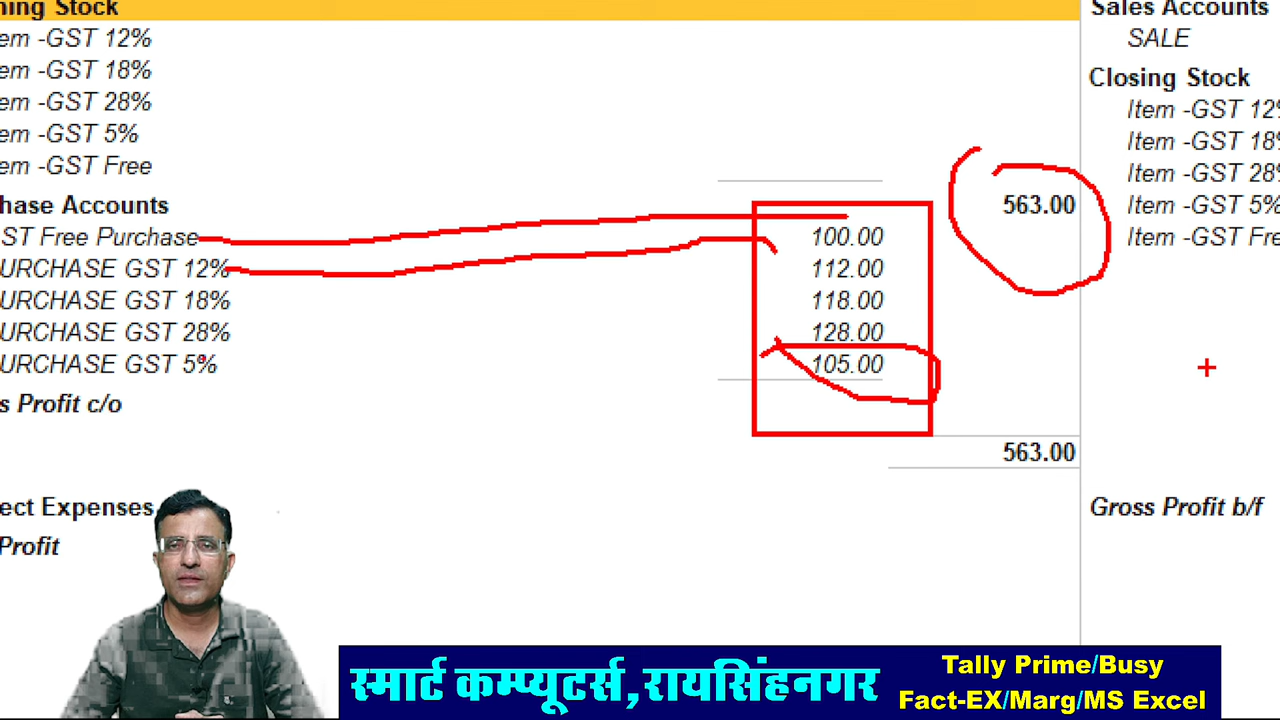 ning Stock
em -GST 12%
em -GST 18%
em -GST 28%
em -GST 5%
em -GST Free
hase Accounts 563.00
ST Free Purchase 100.00
URCHASE GST 12% 112.00
URCHASE GST 18% 118.00
URCHASE GST 28% 128.00
URCHASE GST 5% 105.00
s Profit c/o
563.00
ect Expenses
Profit
Sales Accounts
SALE
Closing Stock
Item -GST 12%
Item -GST 18%
Item -GST 28%
Item -GST 5%
Item -GST Fre
Gross Profit b/f
स्मार्ट कम्प्यूटर्स,रायसिंहनगर
Tally Prime/Busy
Fact-EX/Marg/MS Excel